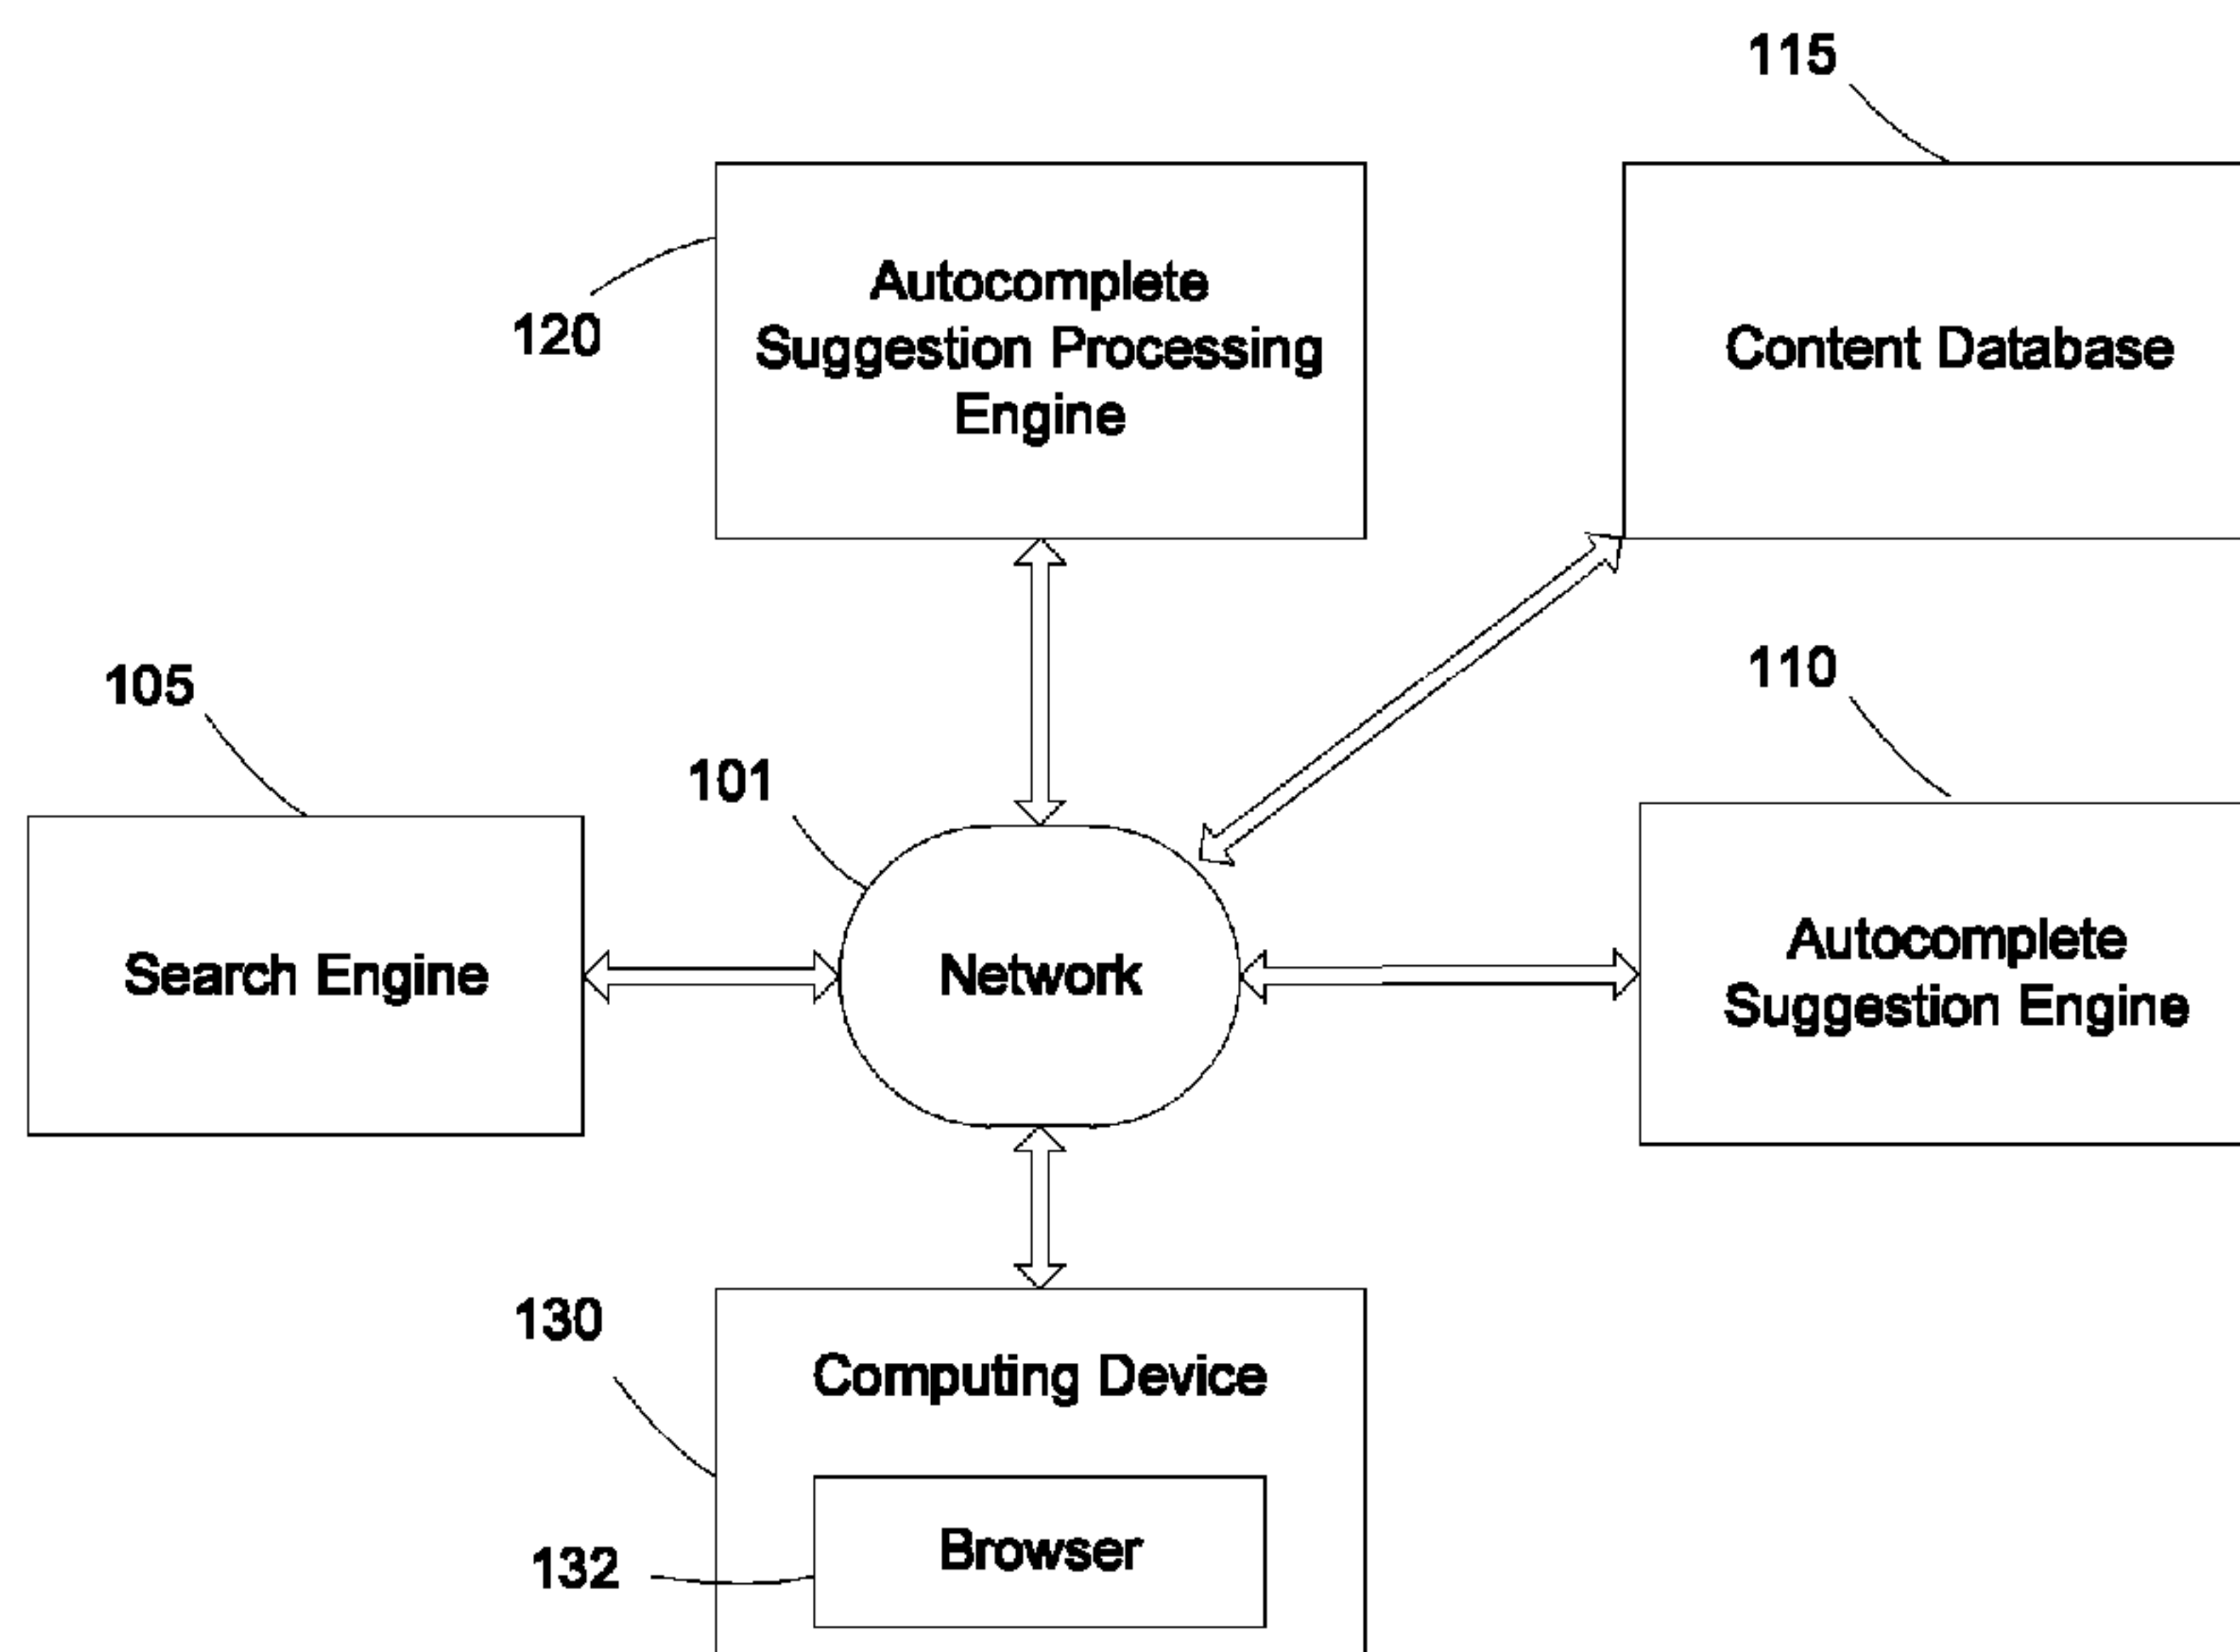 115
120
Autocomplete
Suggestion Processing
Engine
Content Database
105
101
110
Search Engine
Network
Autocomplete
Suggestion Engine
130
Computing Device
132
Browser